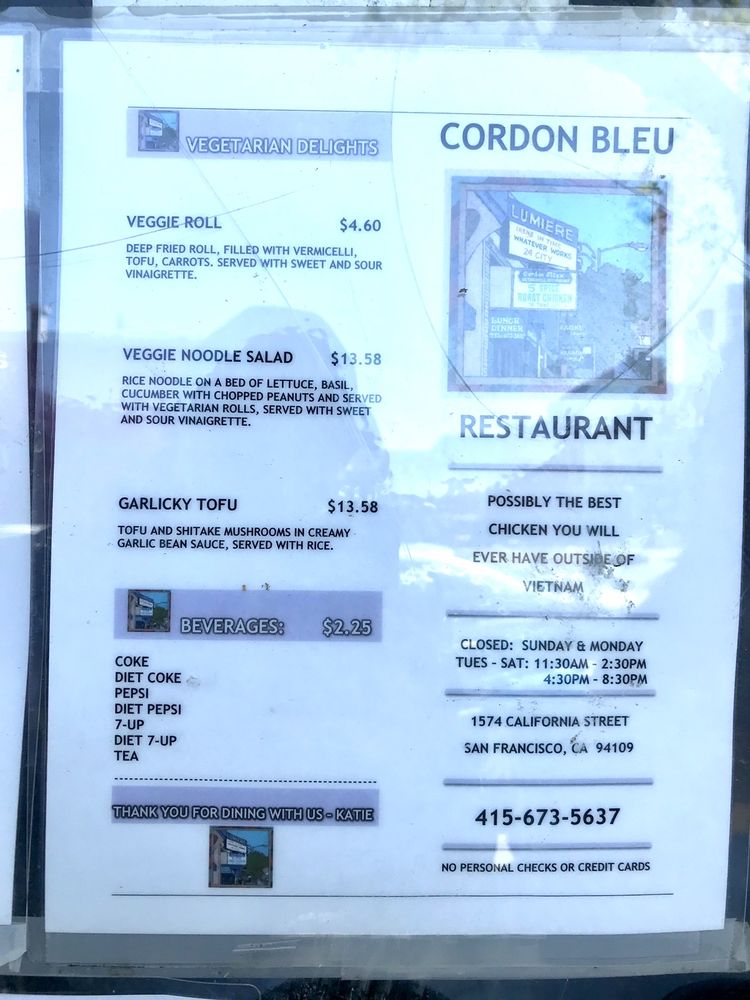 VEGETARIAN DELIGHTS
VEGGIE ROLL $4.60
DEEP FRIED ROLL, FILLED WITH VERMICELLI,
TOFU, CARROTS. SERVED WITH SWEET AND SOUR
VINAIGRETTE.
VEGGIE NOODLE SALAD $13.58
RICE NOODLE ON A BED OF LETTUCE, BASIL,
CUCUMBER WITH CHOPPED PEANUTS AND SERVED
WITH VEGETARIAN ROLLS, SERVED WITH SWEET
AND SOUR VINAIGRETTE.
GARLICKY TOFU $13.58
TOFU AND SHITAKE MUSHROOMS IN CREAMY
GARLIC BEAN SAUCE, SERVED WITH RICE.
BEVERAGES: $2.25
COKE
DIET COKE
PEPSI
DIET PEPSI
7-UP
DIET 7-UP
TEA
THANK YOU FOR DINING WITH US - KATIE
CORDON BLEU
LUMIERE
WHATEVER WORKS
24 CITY
ROAST CHICKEN
LUNCH
DINNER
RESTAURANT
POSSIBLY THE BEST
CHICKEN YOU WILL
EVER HAVE OUTSIDE OF
VIETNAM
CLOSED: SUNDAY & MONDAY
TUES - SAT: 11:30AM - 2:30PM
4:30PM - 8:30PM
1574 CALIFORNIA STREET
SAN FRANCISCO, CA 94109
415-673-5637
NO PERSONAL CHECKS OR CREDIT CARDS